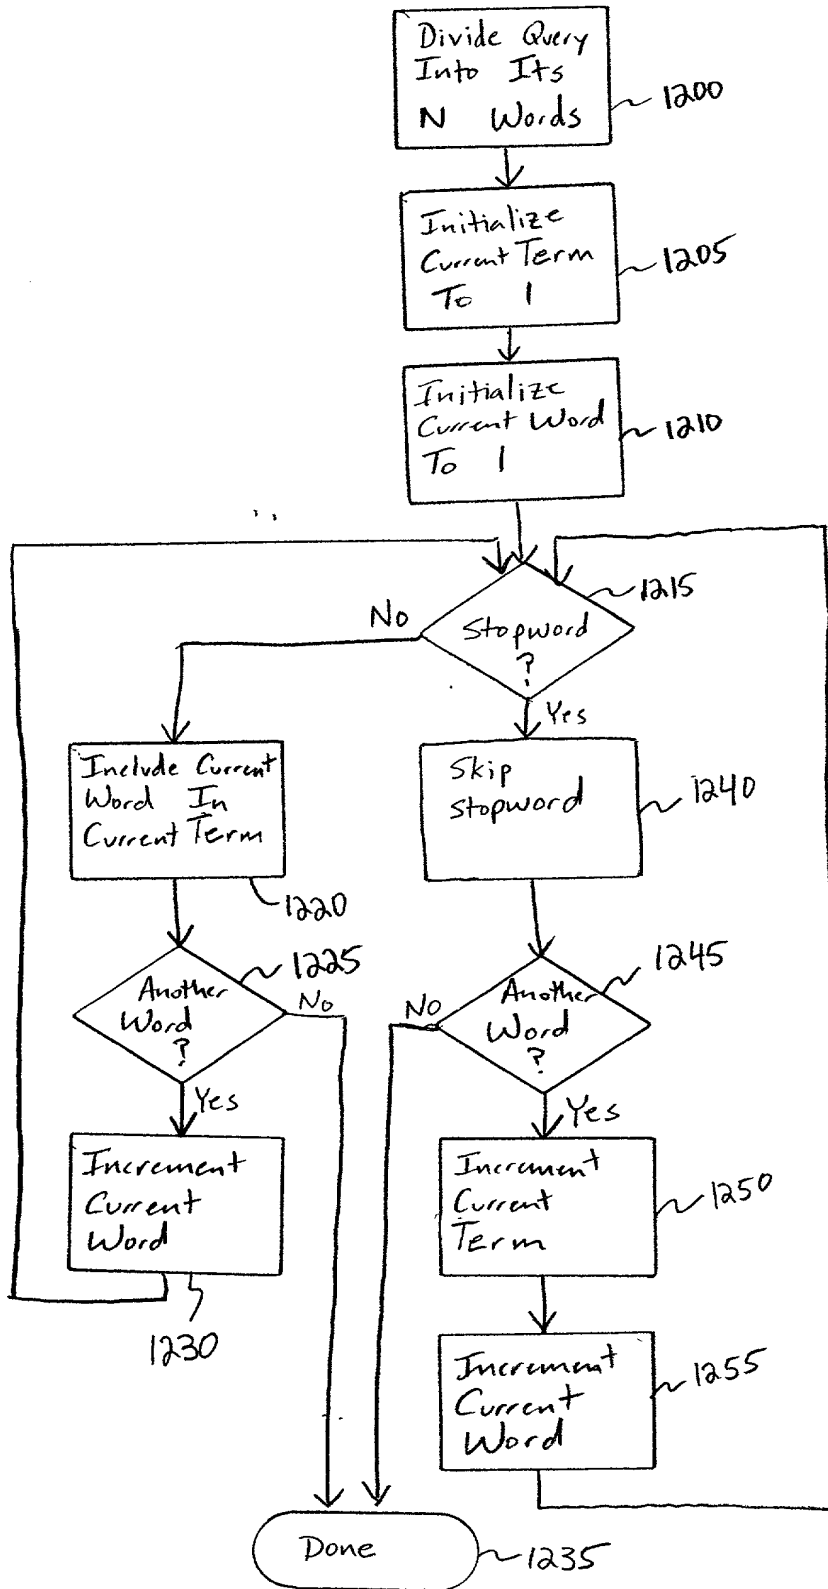 Divide Query
Into Its
N Words
1200
Initialize
Current Term
To 1
1205
Initialize
Current Word
To 1
1210
Stopword
?
1215
No
Yes
Include Current
Word In
Current Term
1220
Skip
Stopword
1240
Another
Word
?
1225
No
Yes
Another
Word
?
1245
No
Yes
Increment
Current
Word
1230
Increment
Current
Term
1250
Increment
Current
Word
1255
Done
1235